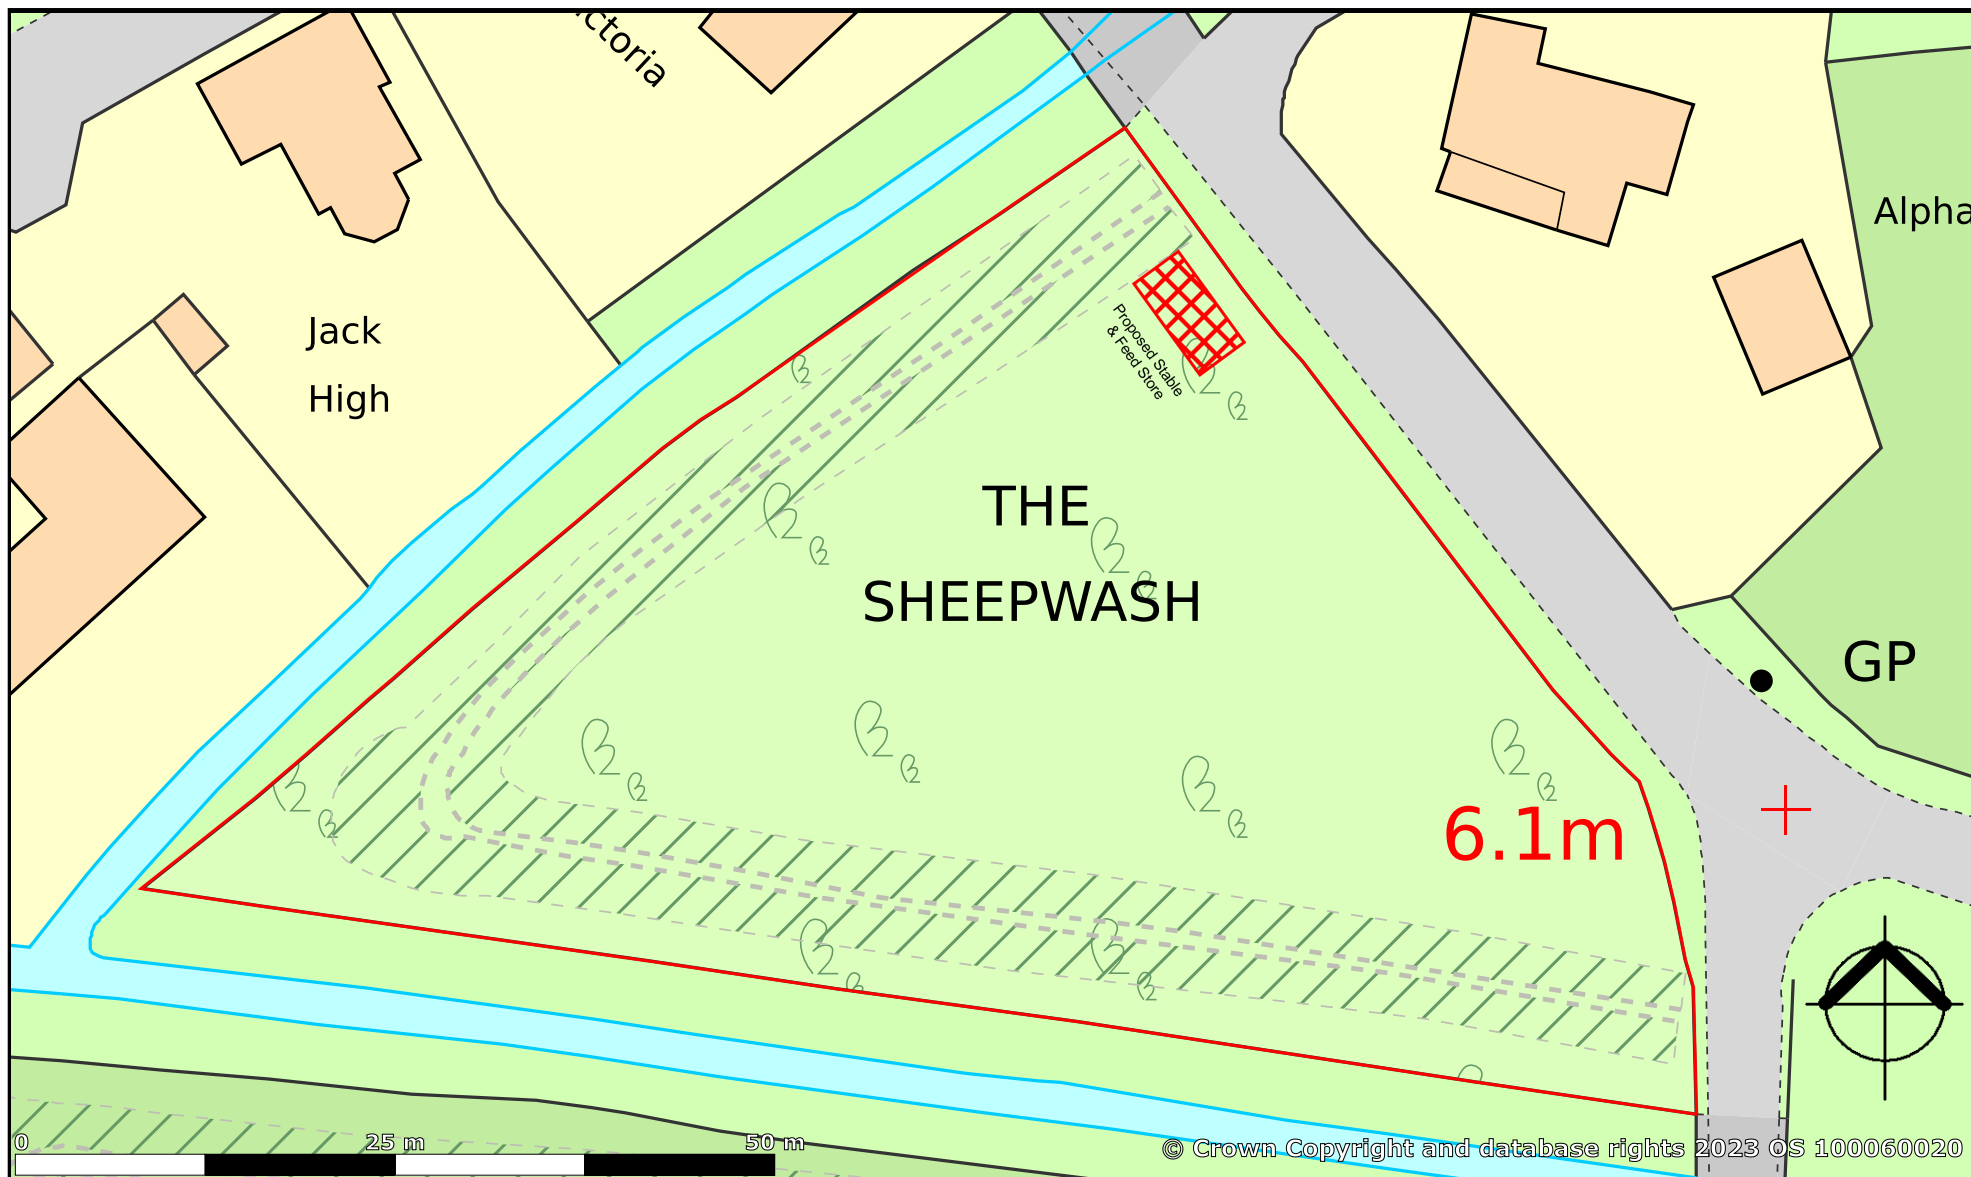 ctoria
Alpha
Jack
High
Proposed Stable
& Feed Store
THE
SHEEPWASH
GP
6.1m
0 25 m 50 m
© Crown Copyright and database rights 2023 OS 100060020